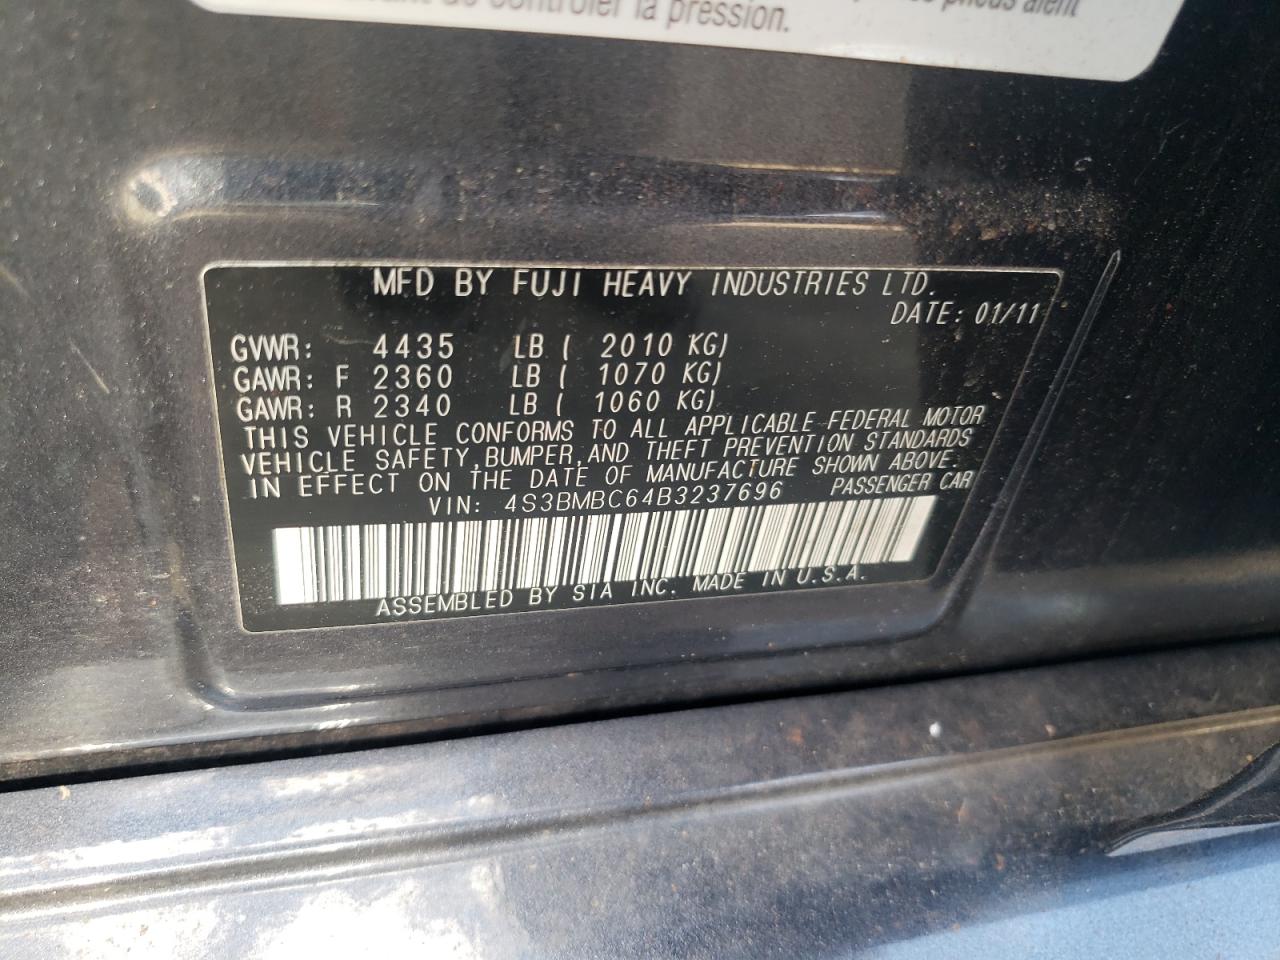 de contrôler la pression.
pneus aient
MFD BY FUJI HEAVY INDUSTRIES LTD.
DATE: 01/11
GVWR: 4435 LB ( 2010 KG)
GAWR: F 2360 LB ( 1070 KG)
GAWR: R 2340 LB ( 1060 KG)
THIS VEHICLE CONFORMS TO ALL APPLICABLE FEDERAL MOTOR
VEHICLE SAFETY,BUMPER,AND THEFT PREVENTION STANDARDS
IN EFFECT ON THE DATE OF MANUFACTURE SHOWN ABOVE.
VIN: 4S3BMBC64B3237696 PASSENGER CAR
ASSEMBLED BY SIA INC. MADE IN U.S.A.